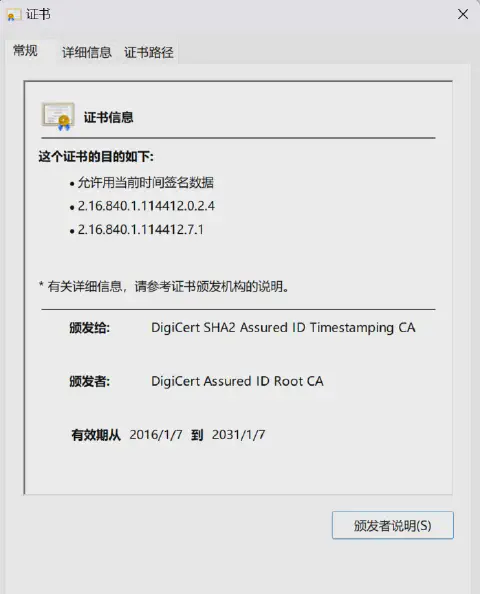 证书
常规 详细信息 证书路径
证书信息
这个证书的目的如下:
• 允许用当前时间签名数据
• 2.16.840.1.114412.0.2.4
• 2.16.840.1.114412.7.1
* 有关详细信息，请参考证书颁发机构的说明。
颁发给: DigiCert SHA2 Assured ID Timestamping CA
颁发者: DigiCert Assured ID Root CA
有效期从 2016/1/7 到 2031/1/7
颁发者说明(S)